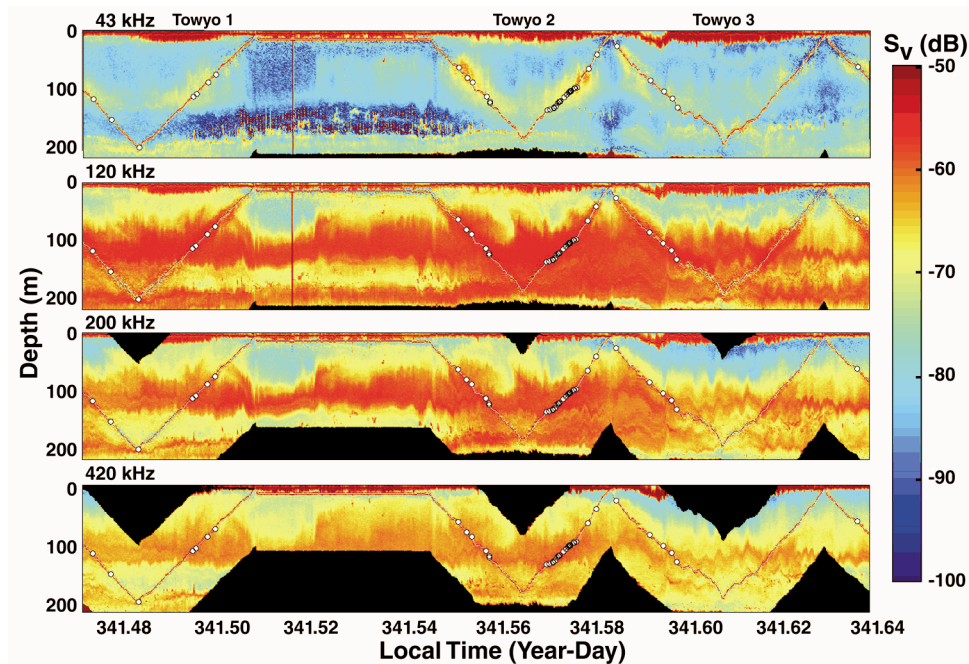 43 kHz Towyo 1 Towyo 2 Towyo 3
Sv (dB)
0
100
200
120 kHz
0
100
200
200 kHz
0
100
200
420 kHz
0
100
200
Depth (m)
-50
-60
-70
-80
-90
-100
341.48 341.50 341.52 341.54 341.56 341.58 341.60 341.62 341.64
Local Time (Year-Day)